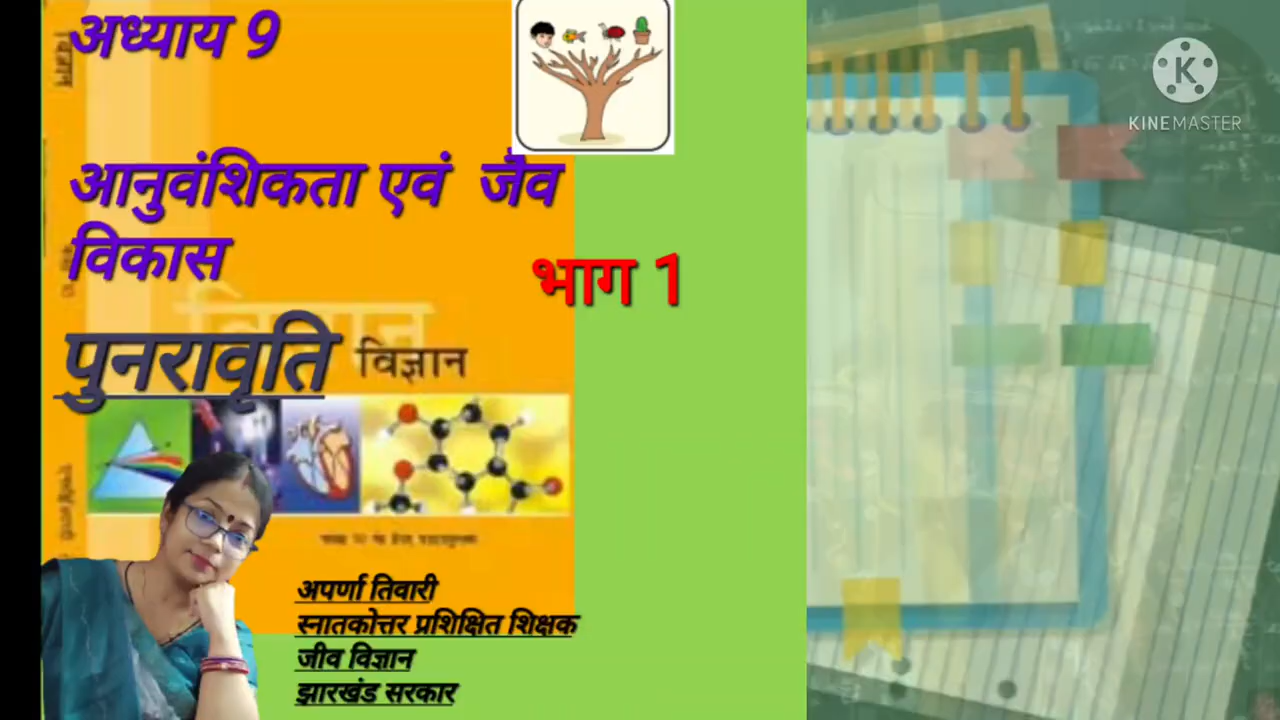 अध्याय 9
आनुवंशिकता एवं जैव
विकास
भाग 1
पुनरावृति
विज्ञान
अपर्णा तिवारी
स्नातकोत्तर प्रशिक्षित शिक्षक
जीव विज्ञान
झारखंड सरकार
KINEMASTER